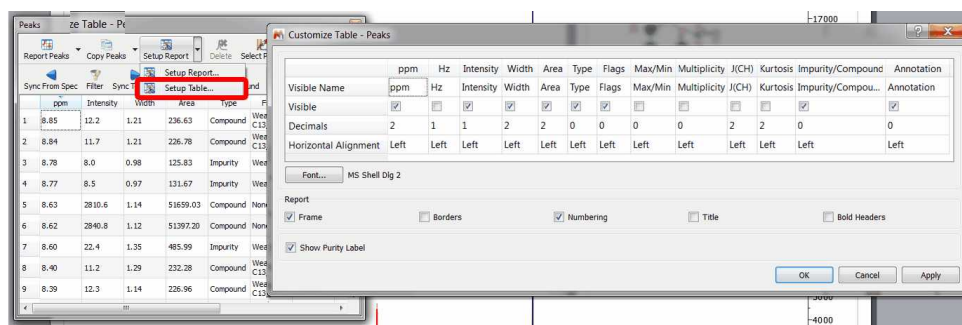 Peaks
ze Table - Pe
Report Peaks Copy Peaks Setup Report Delete Select P
Setup Report...
Setup Table...
Sync From Spec Filter Sync T und
ppm Intensity Width Area Type F
1 8.85 12.2 1.21 236.63 Compound Wea C13
2 8.84 11.7 1.21 226.78 Compound Wea C13
3 8.78 8.0 0.98 125.83 Impurity Wea
4 8.77 8.5 0.97 131.67 Impurity Wea
5 8.63 2810.6 1.14 51659.03 Compound Non
6 8.62 2840.8 1.12 51397.20 Compound Non
7 8.60 22.4 1.35 485.99 Impurity Wea
8 8.40 11.2 1.29 232.28 Compound Wea C13
9 8.39 12.3 1.14 226.96 Compound Wea C13
-17000
Customize Table - Peaks
ppm Hz Intensity Width Area Type Flags Max/Min Multiplicity J(CH) Kurtosis Impurity/Compound Annotation
Visible Name ppm Hz Intensity Width Area Type Flags Max/Min Multiplicity J(CH) Kurtosis Impurity/Compou... Annotation
Visible
Decimals 2 1 1 2 2 0 0 0 0 2 2 0 0
Horizontal Alignment Left Left Left Left Left Left Left Left Left Left Left Left Left
Font... MS Shell Dlg 2
Report
Frame Borders Numbering Title Bold Headers
Show Purity Label
OK Cancel Apply
-4000